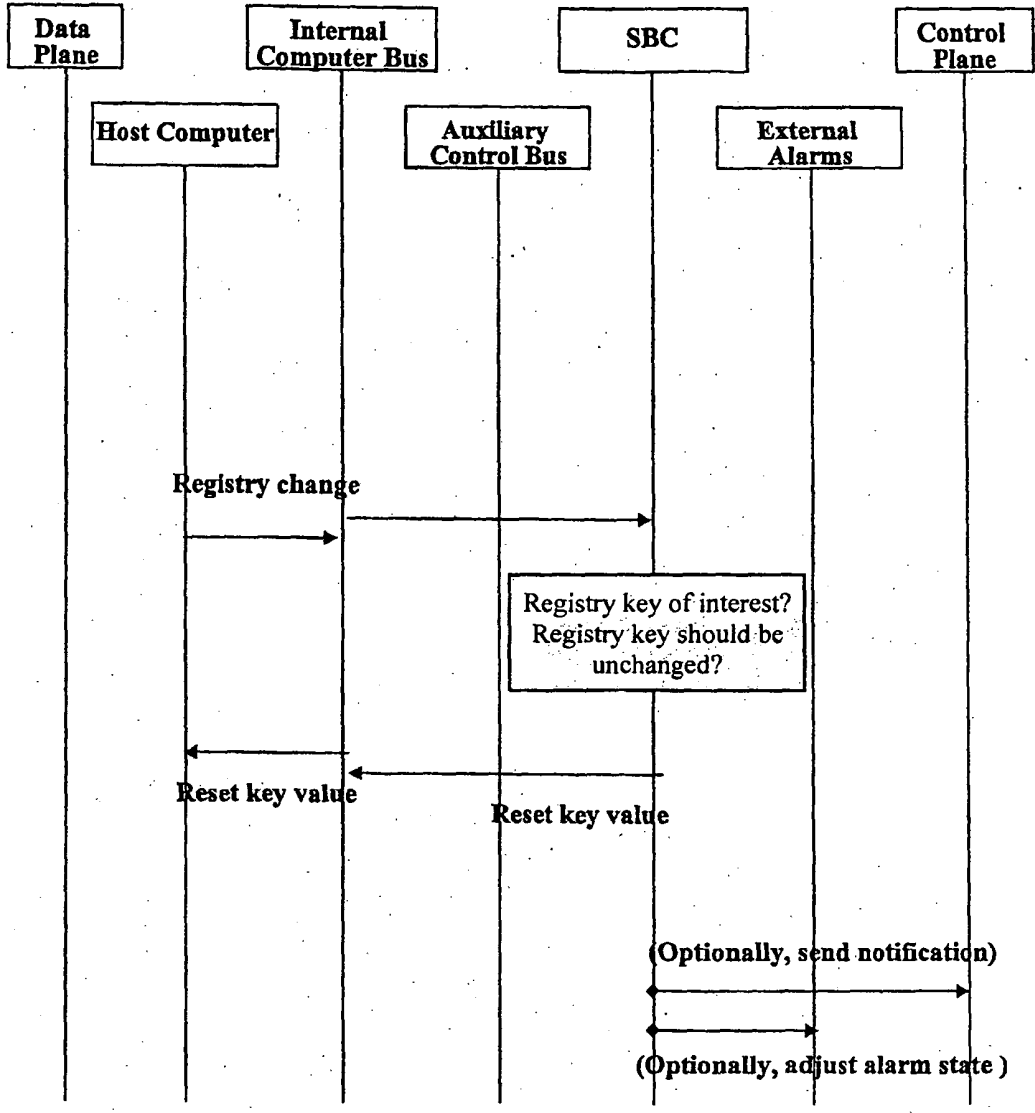 Data
Plane
Internal
Computer Bus
SBC
Control
Plane
Host Computer
Auxiliary
Control Bus
External
Alarms
Registry change
Registry key of interest?
Registry key should be
unchanged?
Reset key value
Reset key value
(Optionally, send notification)
(Optionally, adjust alarm state )